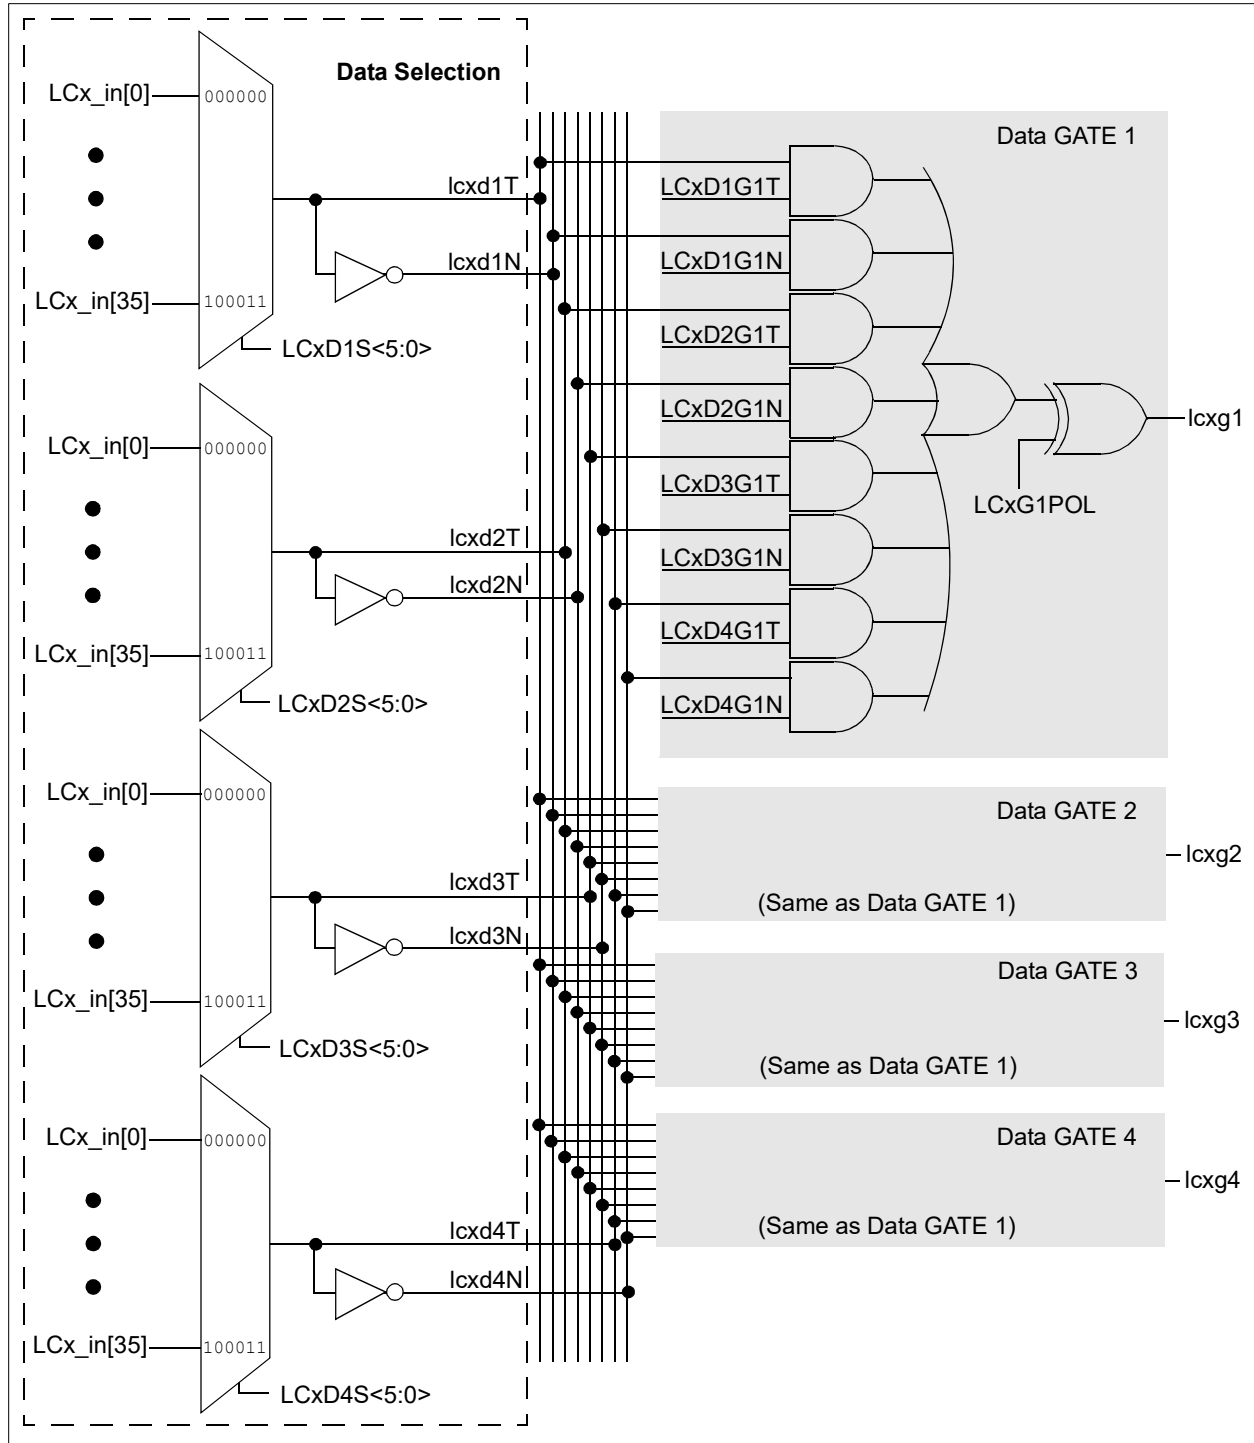 Data Selection
LCx_in[0]
000000
lcxd1T
lcxd1N
LCx_in[35]
100011
LCxD1S<5:0>
LCx_in[0]
000000
lcxd2T
lcxd2N
LCx_in[35]
100011
LCxD2S<5:0>
LCx_in[0]
000000
lcxd3T
lcxd3N
LCx_in[35]
100011
LCxD3S<5:0>
LCx_in[0]
000000
lcxd4T
lcxd4N
LCx_in[35]
100011
LCxD4S<5:0>
Data GATE 1
LCxD1G1T
LCxD1G1N
LCxD2G1T
LCxD2G1N
LCxD3G1T
LCxD3G1N
LCxD4G1T
LCxD4G1N
LCxG1POL
lcxg1
Data GATE 2
(Same as Data GATE 1)
lcxg2
Data GATE 3
(Same as Data GATE 1)
lcxg3
Data GATE 4
(Same as Data GATE 1)
lcxg4